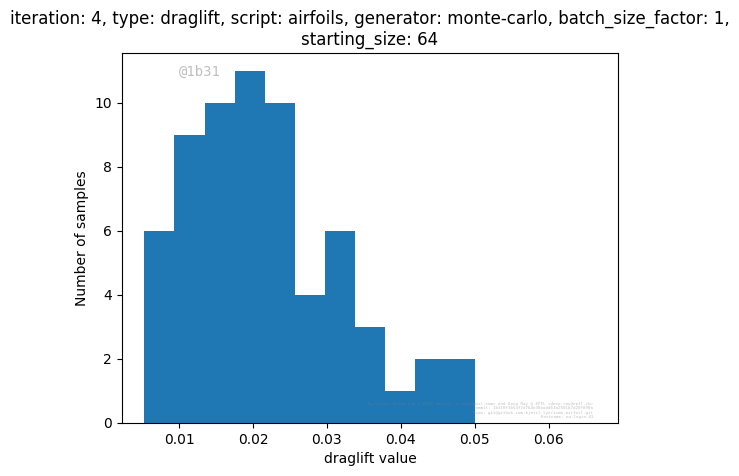 iteration: 4, type: draglift, script: airfoils, generator: monte-carlo, batch_size_factor: 1,
starting_size: 64
@1b31
10
8
6
4
2
0
Number of samples
0.01 0.02 0.03 0.04 0.05 0.06
draglift value